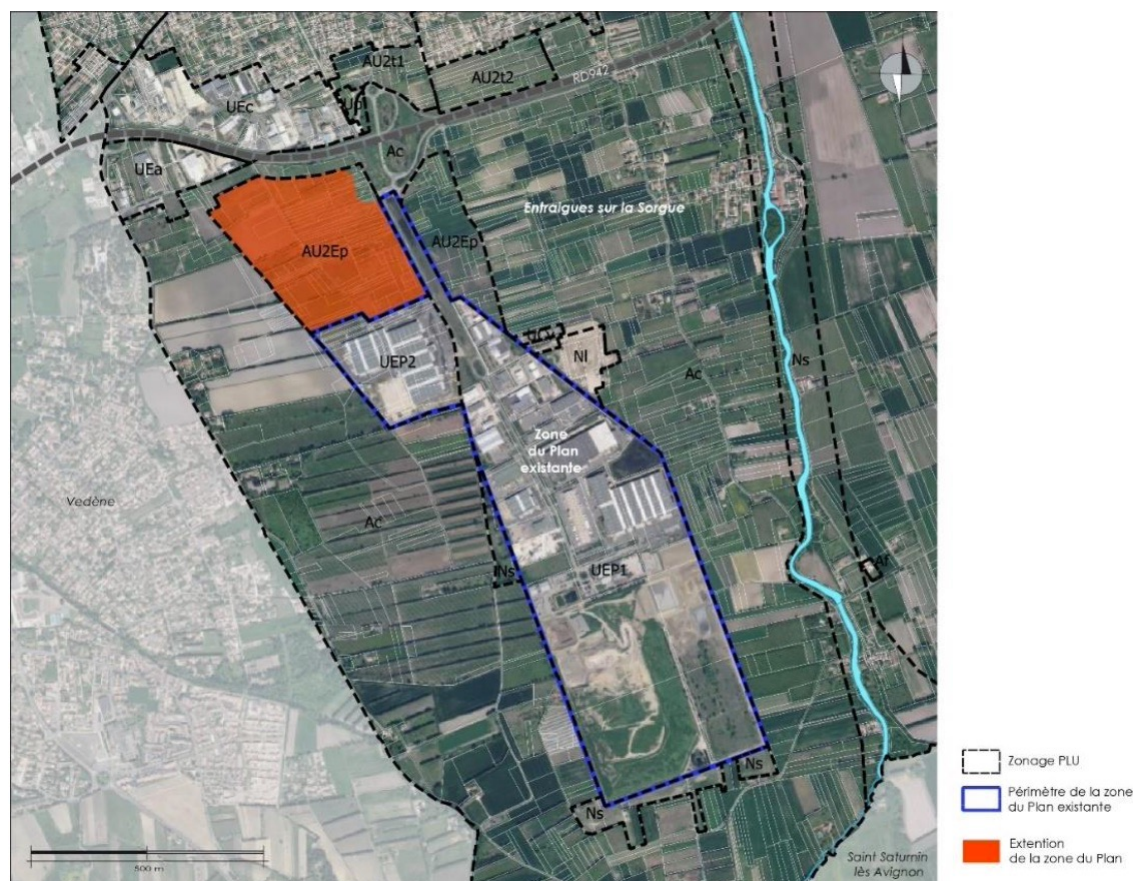 AU2t1
AU2t2
RD942
UEc
Up
Ac
UEa
Entraigues sur la Sorgue
AU2Ep
AU2Ep
UEP2
Nl
Ac
Ns
Zone
du Plan
existante
Vedène
Ac
Af
Ns
UEP1
Ns
Ns
Zonage PLU
Périmètre de la zone
du Plan existante
Extention
de la zone du Plan
500 m
Saint Saturnin
lès Avignon